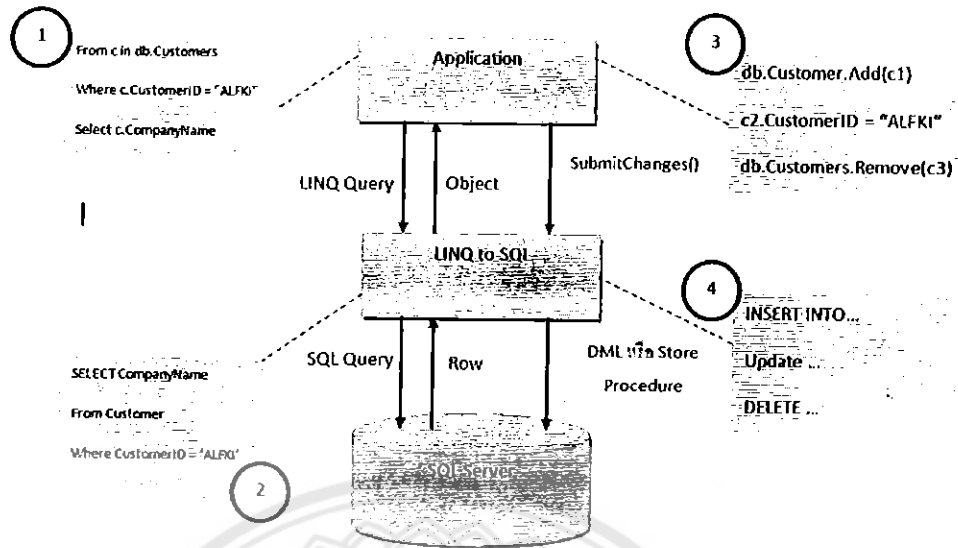 1
From c in db.Customers
Where c.CustomerID = "ALFKI"
Select c.CompanyName
Application
3
db.Customer.Add(c1)
c2.CustomerID = "ALFKI"
db.Customers.Remove(c3)
LINQ Query
Object
SubmitChanges()
LINQ to SQL
4
INSERT INTO...
Update ...
DELETE ...
SQL Query
Row
DML หรือ Store
Procedure
SELECT CompanyName
From Customer
Where CustomerID = "ALFKI"
2
SQL Server